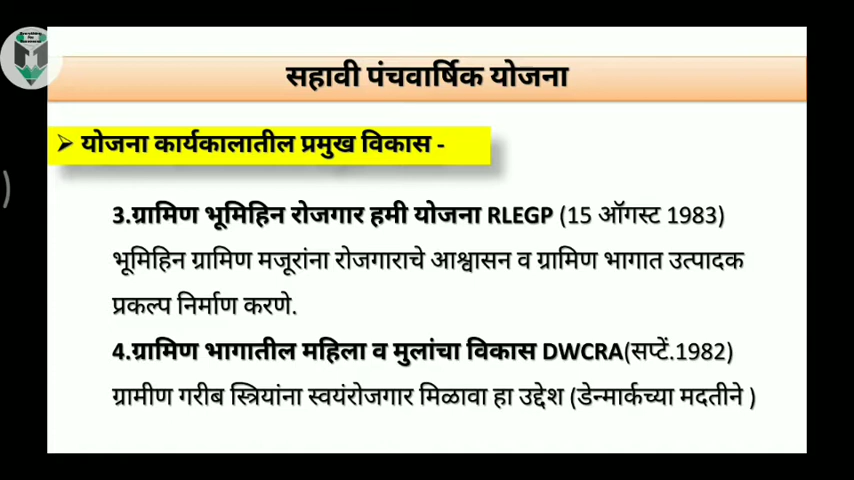 सहावी पंचवार्षिक योजना
➢ योजना कार्यकालातील प्रमुख विकास -
3.ग्रामिण भूमिहिन रोजगार हमी योजना RLEGP (15 ऑगस्ट 1983)
भूमिहिन ग्रामिण मजूरांना रोजगाराचे आश्वासन व ग्रामिण भागात उत्पादक
प्रकल्प निर्माण करणे.
4.ग्रामिण भागातील महिला व मुलांचा विकास DWCRA(सप्टें.1982)
ग्रामीण गरीब स्त्रियांना स्वयंरोजगार मिळावा हा उद्देश (डेन्मार्कच्या मदतीने )